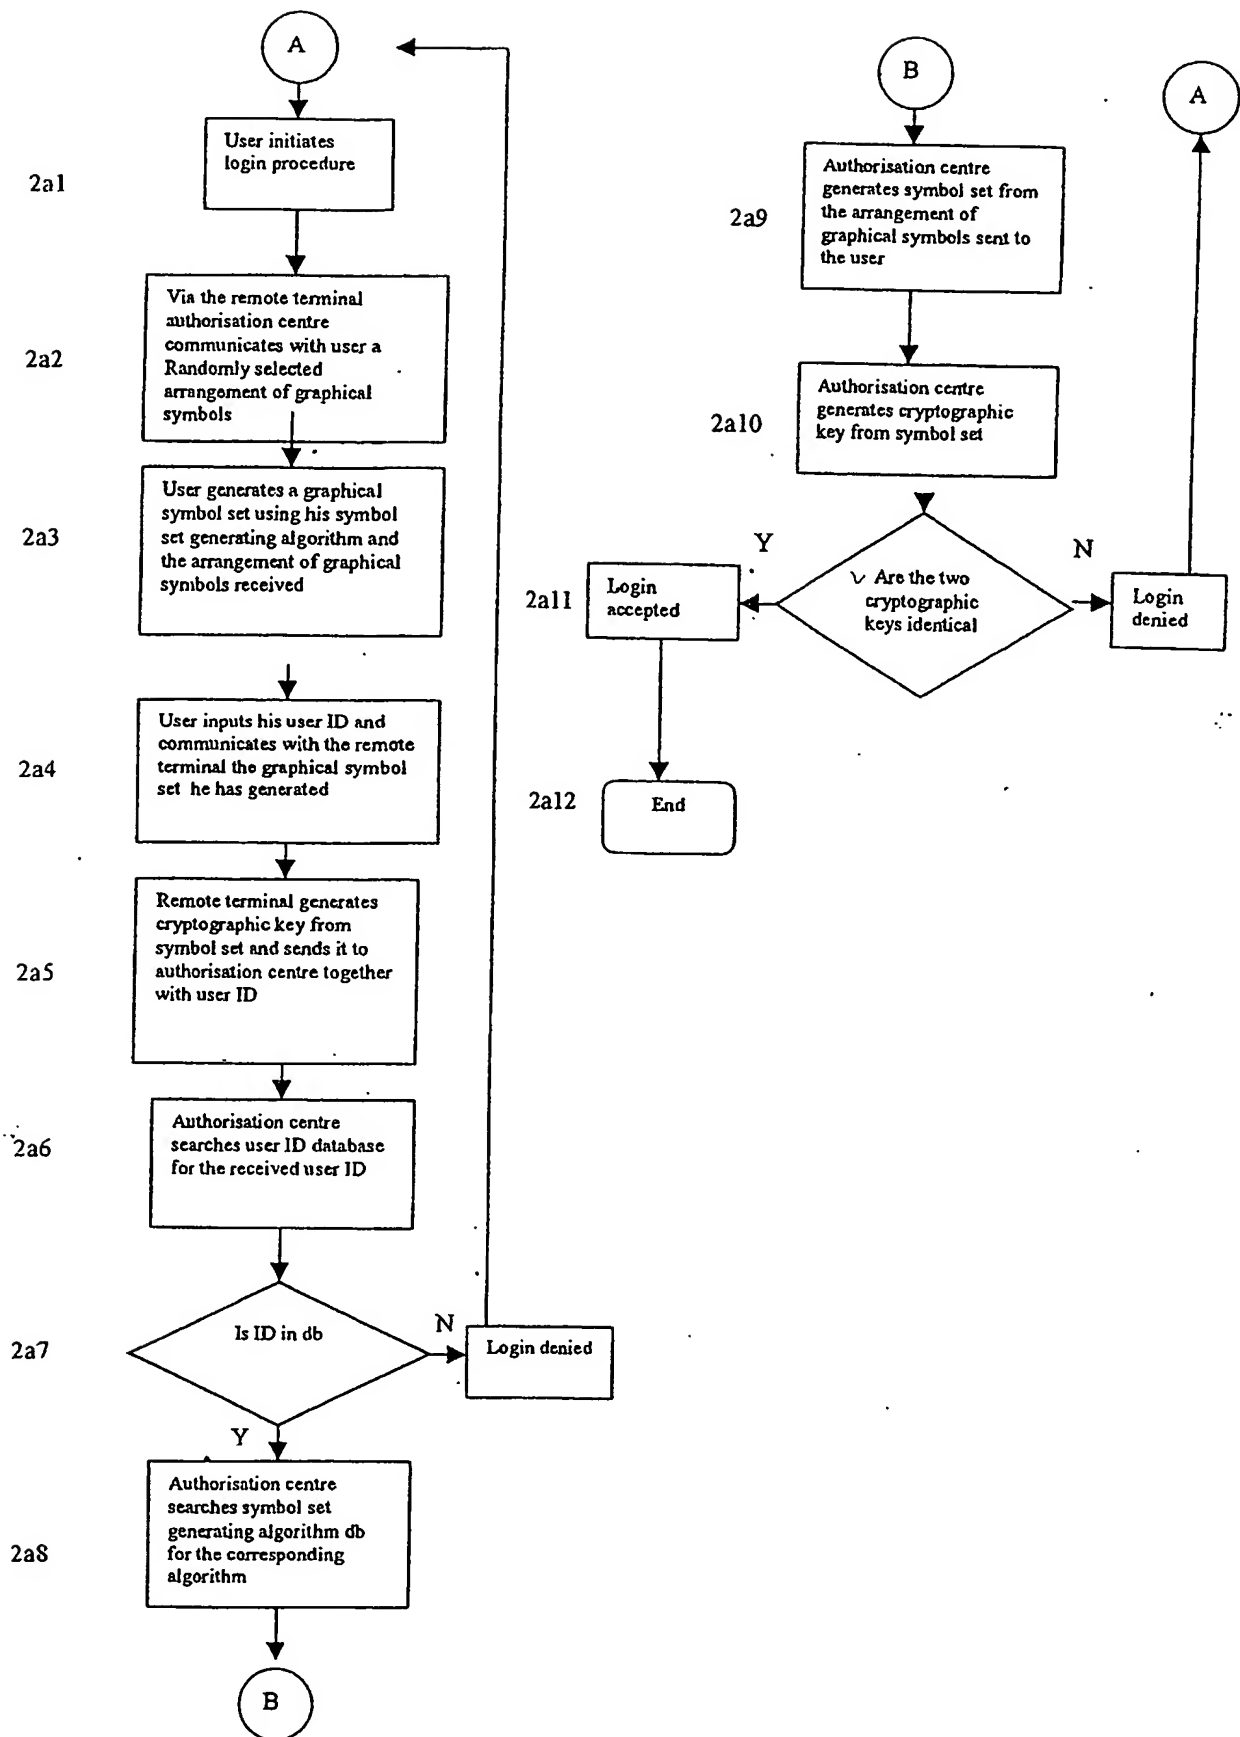 A
User initiates
login procedure
2a1
Via the remote terminal
authorisation centre
communicates with user a
Randomly selected
arrangement of graphical
symbols
2a2
User generates a graphical
symbol set using his symbol
set generating algorithm and
the arrangement of graphical
symbols received
2a3
User inputs his user ID and
communicates with the remote
terminal the graphical symbol
set he has generated
2a4
Remote terminal generates
cryptographic key from
symbol set and sends it to
authorisation centre together
with user ID
2a5
Authorisation centre
searches user ID database
for the received user ID
2a6
Is ID in db
2a7
N
Login denied
Y
Authorisation centre
searches symbol set
generating algorithm db
for the corresponding
algorithm
2a8
B
B
A
Authorisation centre
generates symbol set from
the arrangement of
graphical symbols sent to
the user
2a9
Authorisation centre
generates cryptographic
key from symbol set
2a10
Y
N
Are the two
cryptographic
keys identical
2a11
Login
accepted
Login
denied
2a12
End